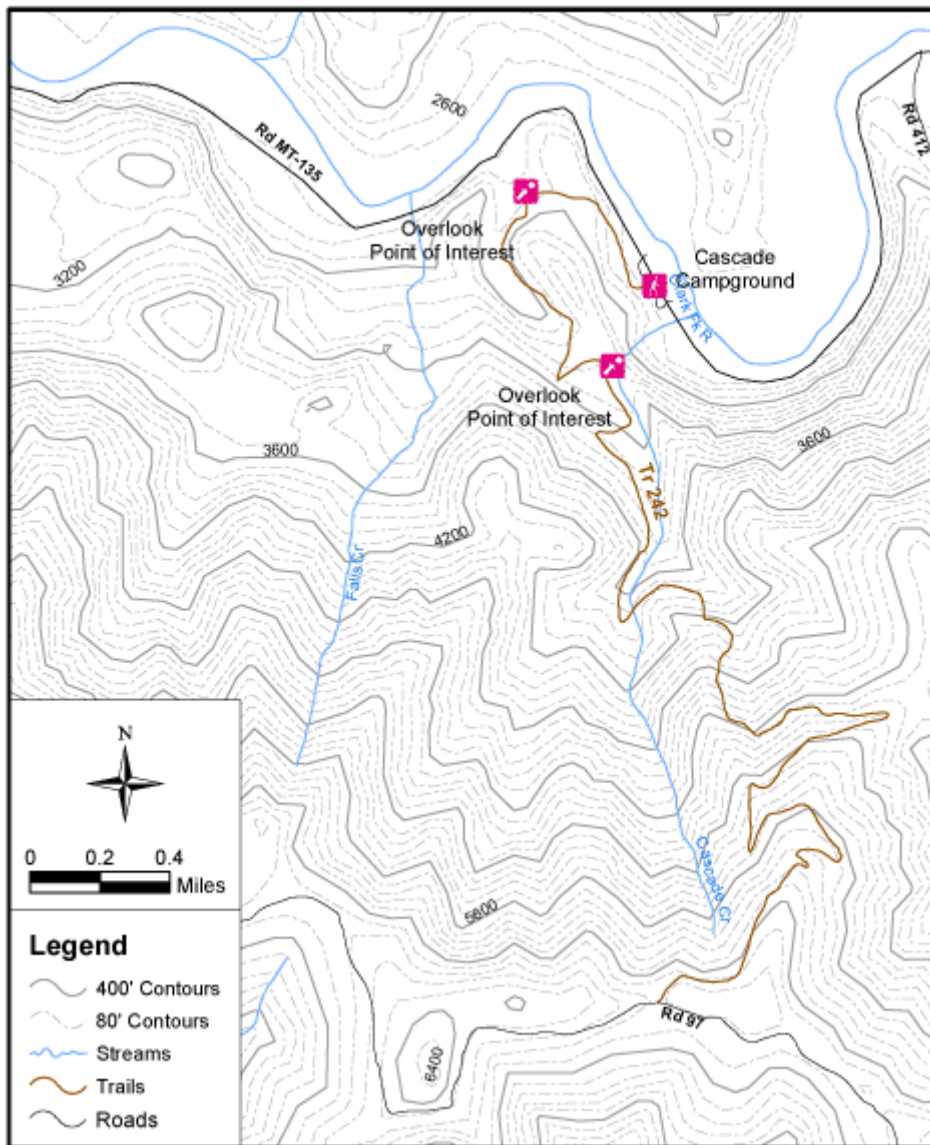 2600
Rd MT-135
Rd 412
Overlook
Point of Interest
Cascade
Campground
Clark Fk R
3200
Overlook
Point of Interest
3600
3600
Tr 242
4200
Falls Cr
N
0 0.2 0.4
Miles
Cascade Cr
5600
Legend
400' Contours
80' Contours
Streams
Trails
Roads
Rd 97
6400